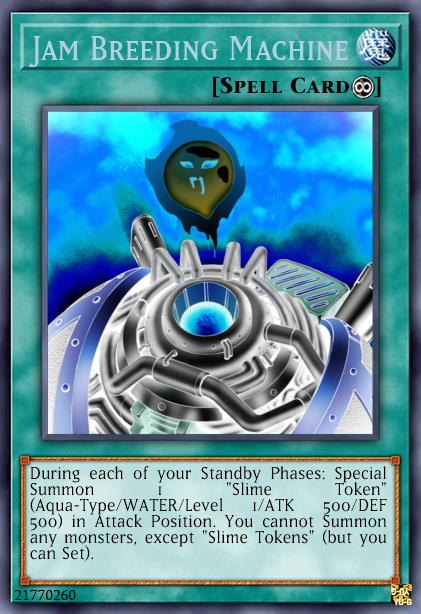 JAM BREEDING MACHINE
[SPELL CARD]
During each of your Standby Phases: Special
Summon 1 "Slime Token"
(Aqua-Type/WATER/Level 1/ATK 500/DEF
500) in Attack Position. You cannot Summon
any monsters, except "Slime Tokens" (but you
can Set).
21770260